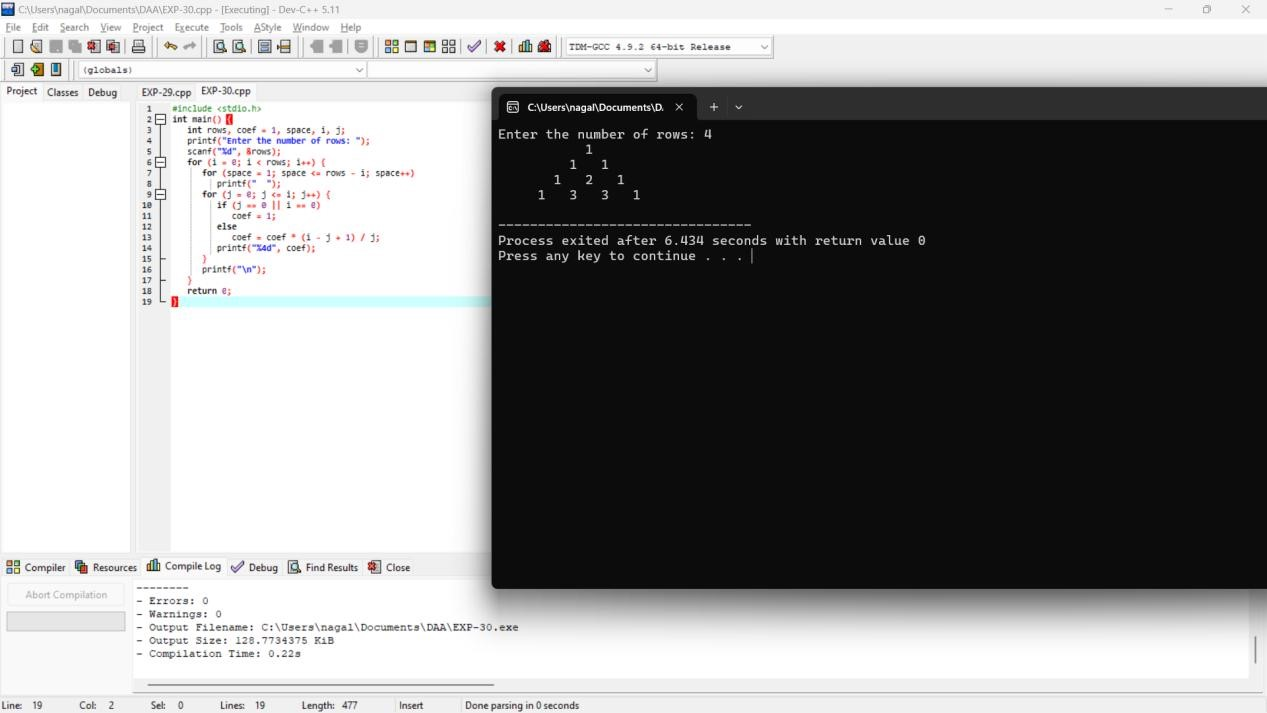 C:\Users\nagal\Documents\DAA\EXP-30.cpp - [Executing] - Dev-C++ 5.11
File Edit Search View Project Execute Tools AStyle Window Help
TDM-GCC 4.9.2 64-bit Release
(globals)
Project Classes Debug
EXP-29.cpp EXP-30.cpp
1 #include <stdio.h>
2 int main() {
3 int rows, coef = 1, space, i, j;
4 printf("Enter the number of rows: ");
5 scanf("%d", &rows);
6 for (i = 0; i < rows; i++) {
7 for (space = 1; space <= rows - i; space++)
8 printf("  ");
9 for (j = 0; j <= i; j++) {
10 if (j == 0 || i == 0)
11 coef = 1;
12 else
13 coef = coef * (i - j + 1) / j;
14 printf("%4d", coef);
15 }
16 printf("\n");
17 }
18 return 0;
19 }
C:\Users\nagal\Documents\D.
Enter the number of rows: 4
1
1 1
1 2 1
1 3 3 1
--------------------------------
Process exited after 6.434 seconds with return value 0
Press any key to continue . . .
Compiler Resources Compile Log Debug Find Results Close
Abort Compilation
--------
- Errors: 0
- Warnings: 0
- Output Filename: C:\Users\nagal\Documents\DAA\EXP-30.exe
- Output Size: 128.7734375 KiB
- Compilation Time: 0.22s
Line: 19 Col: 2 Sel: 0 Lines: 19 Length: 477 Insert Done parsing in 0 seconds